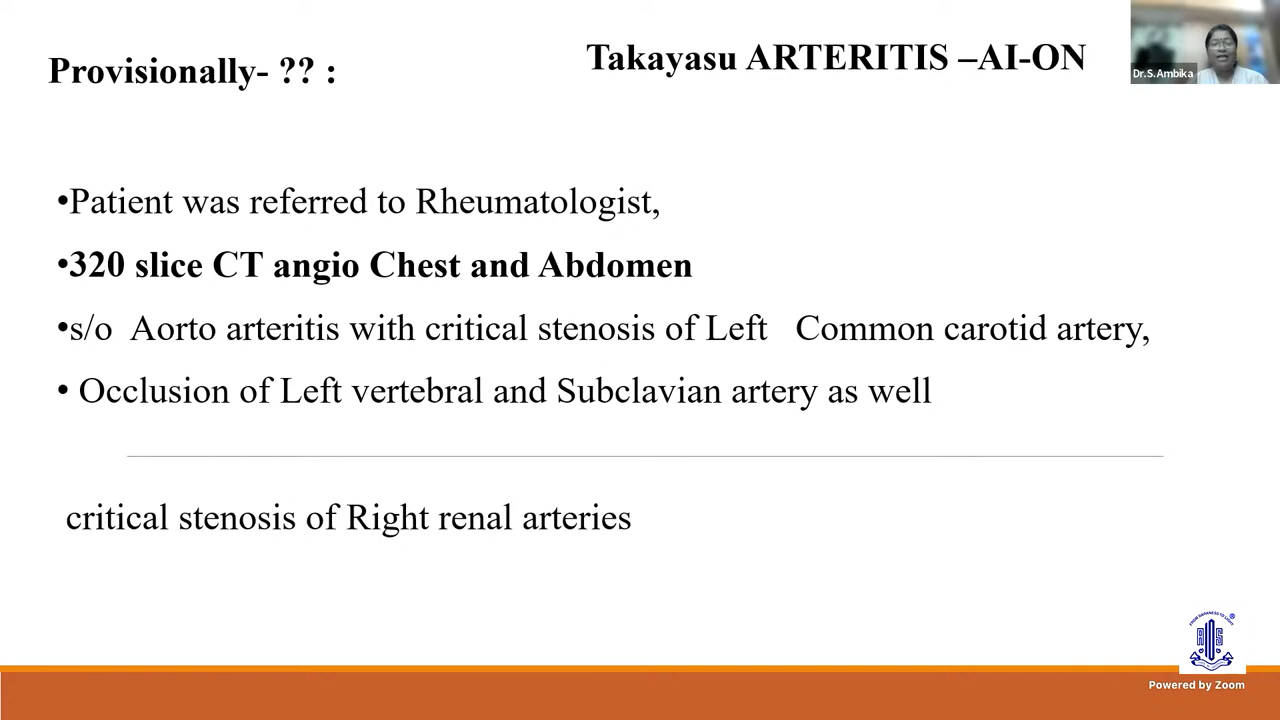 Provisionally- ?? :
Takayasu ARTERITIS –AI-ON
Dr.S.Ambika
•Patient was referred to Rheumatologist,
•320 slice CT angio Chest and Abdomen
•s/o Aorto arteritis with critical stenosis of Left Common carotid artery,
• Occlusion of Left vertebral and Subclavian artery as well
critical stenosis of Right renal arteries
Powered by Zoom